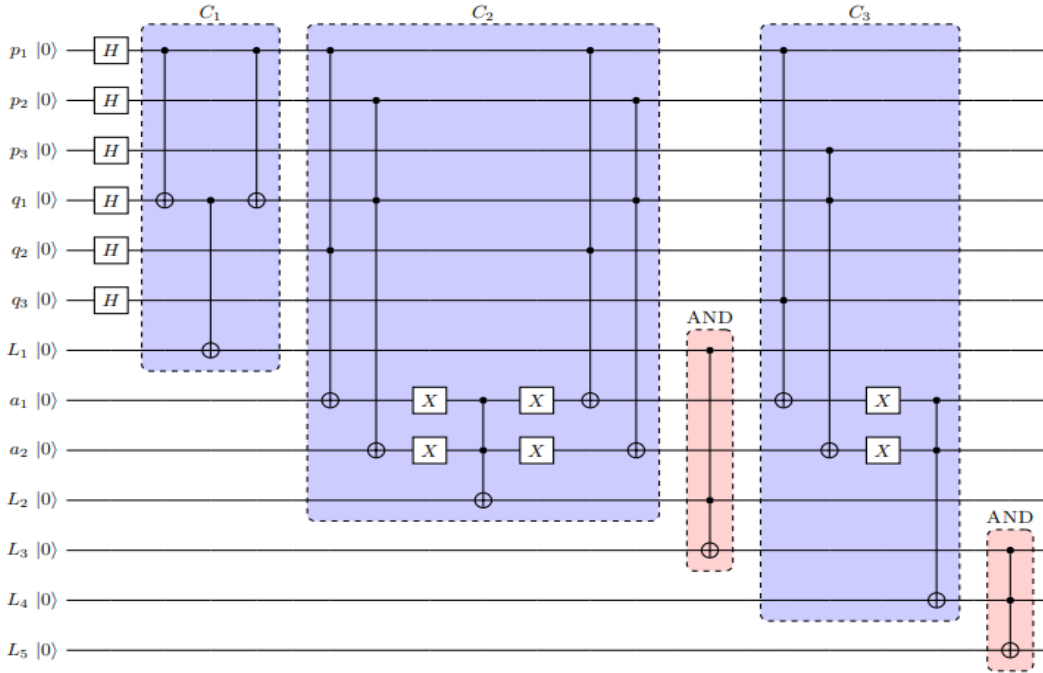 C₁ C₂ C₃
p₁ |0⟩ H
p₂ |0⟩ H
p₃ |0⟩ H
q₁ |0⟩ H
q₂ |0⟩ H
q₃ |0⟩ H
AND
L₁ |0⟩
a₁ |0⟩ X X X
a₂ |0⟩ X X X
L₂ |0⟩
AND
L₃ |0⟩
L₄ |0⟩
L₅ |0⟩